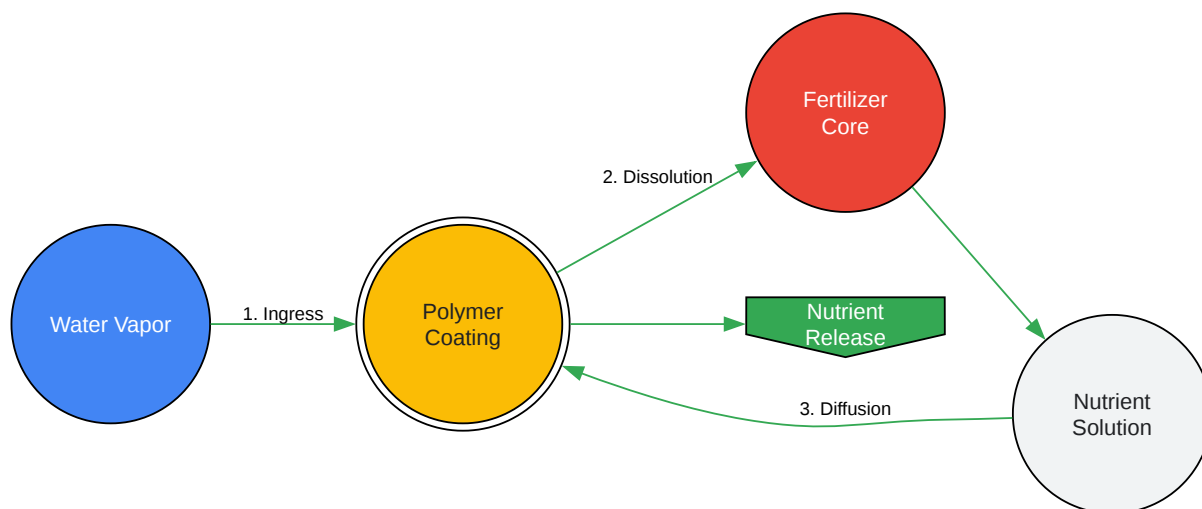 Fertilizer
Core
2. Dissolution
Water Vapor
1. Ingress
Polymer
Coating
Nutrient
Release
3. Diffusion
Nutrient
Solution